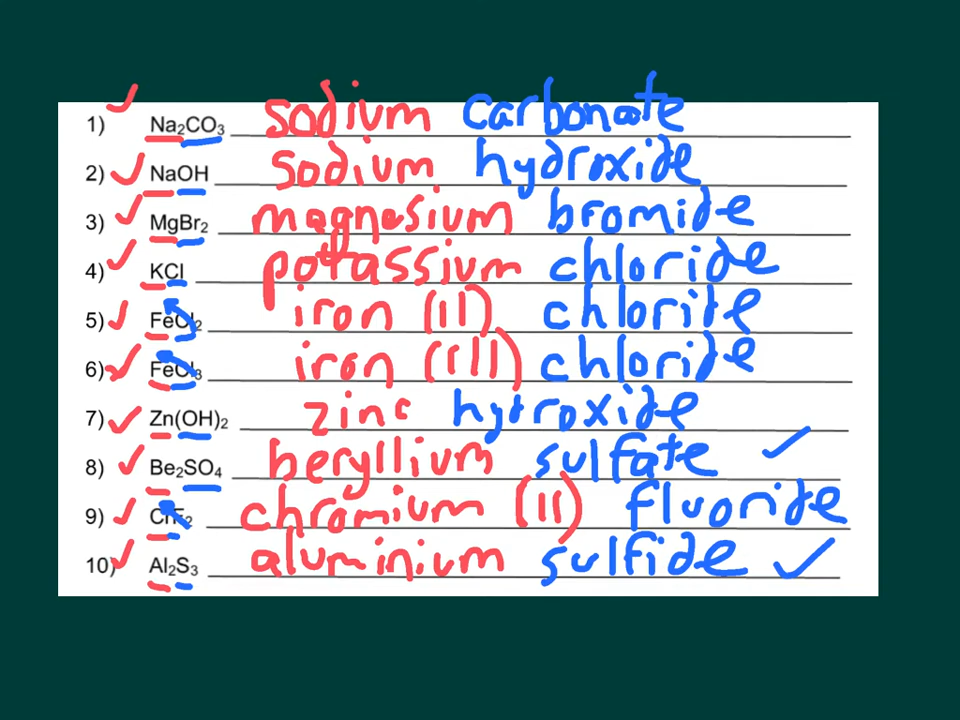 1) Na₂CO₃ sodium carbonate
2) NaOH sodium hydroxide
3) MgBr₂ magnesium bromide
4) KCl potassium chloride
5) FeCl₂ iron (II) chloride
6) FeCl₃ iron (III) chloride
7) Zn(OH)₂ zinc hydroxide
8) Be₂SO₄ beryllium sulfate
9) CrF₂ chromium (II) fluoride
10) Al₂S₃ aluminium sulfide